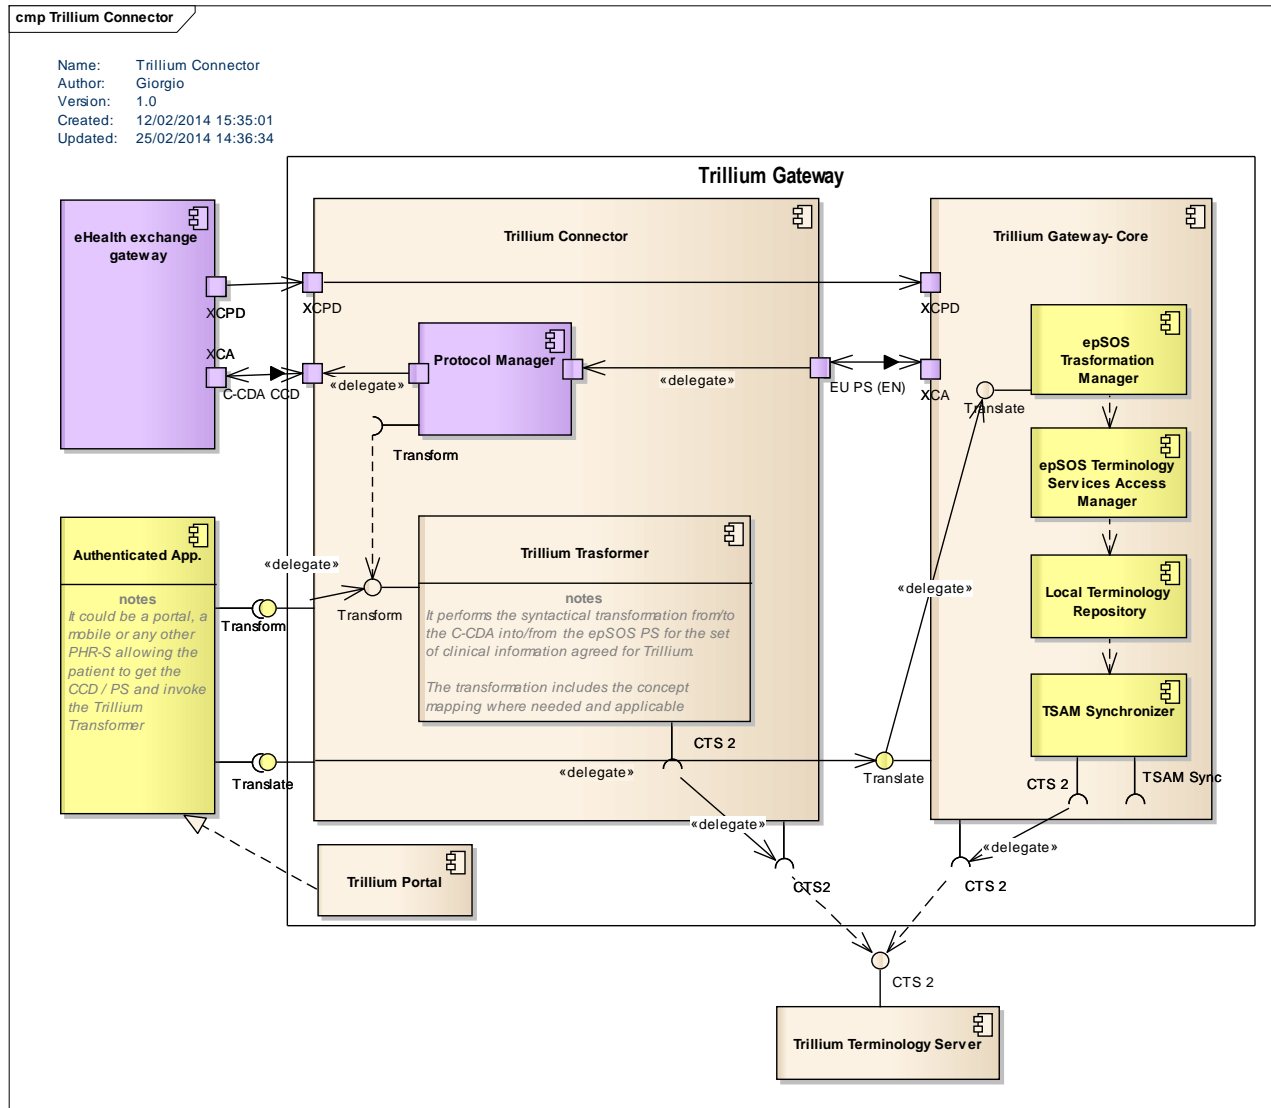 cmp Trillium Connector
Name: Trillium Connector
Author: Giorgio
Version: 1.0
Created: 12/02/2014 15:35:01
Updated: 25/02/2014 14:36:34
Trillium Gateway
eHealth exchange
gateway
XCPD
XCA
C-CDA CCD
Trillium Connector
XCPD
Protocol Manager
«delegate»
«delegate»
Transform
EU PS (EN)
Trillium Gateway- Core
XCPD
XCA
epSOS
Trasformation
Manager
Translate
epSOS Terminology
Services Access
Manager
Local Terminology
Repository
TSAM Synchronizer
CTS 2
TSAM Sync
«delegate»
Authenticated App.
notes
It could be a portal, a
mobile or any other
PHR-S allowing the
patient to get the
CCD / PS and invoke
the Trillium
Transformer
Transform
Translate
«delegate»
Transform
Trillium Trasformer
notes
It performs the syntactical transformation from/to
the C-CDA into/from the epSOS PS for the set
of clinical information agreed for Trillium.
The transformation includes the concept
mapping where needed and applicable
CTS 2
«delegate»
Translate
«delegate»
CTS2
«delegate»
CTS 2
Trillium Portal
CTS 2
Trillium Terminology Server